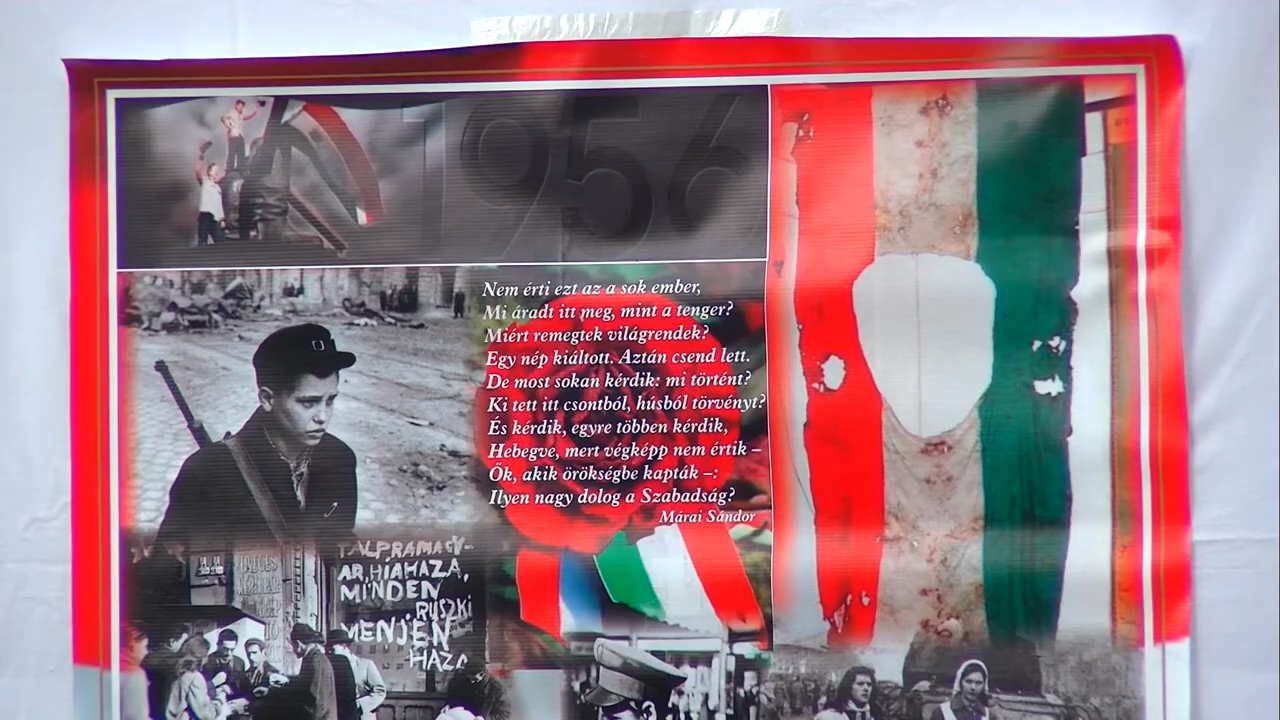 1956
Nem érti ezt az a sok ember,
Mi áradt itt meg, mint a tenger?
Miért remegtek világrendek?
Egy nép kiáltott. Aztán csend lett.
De most sokan kérdik: mi történt?
Ki tett itt csontból, húsból törvényt?
És kérdik, egyre többen kérdik,
Hebegve, mert végképp nem értik –
Ők, akik örökségbe kapták –:
Ilyen nagy dolog a Szabadság?
Márai Sándor
TALPRAMAGY-
AR, HIAHAZA,
MINDEN
RUSZKI
MENJEN
HAZA